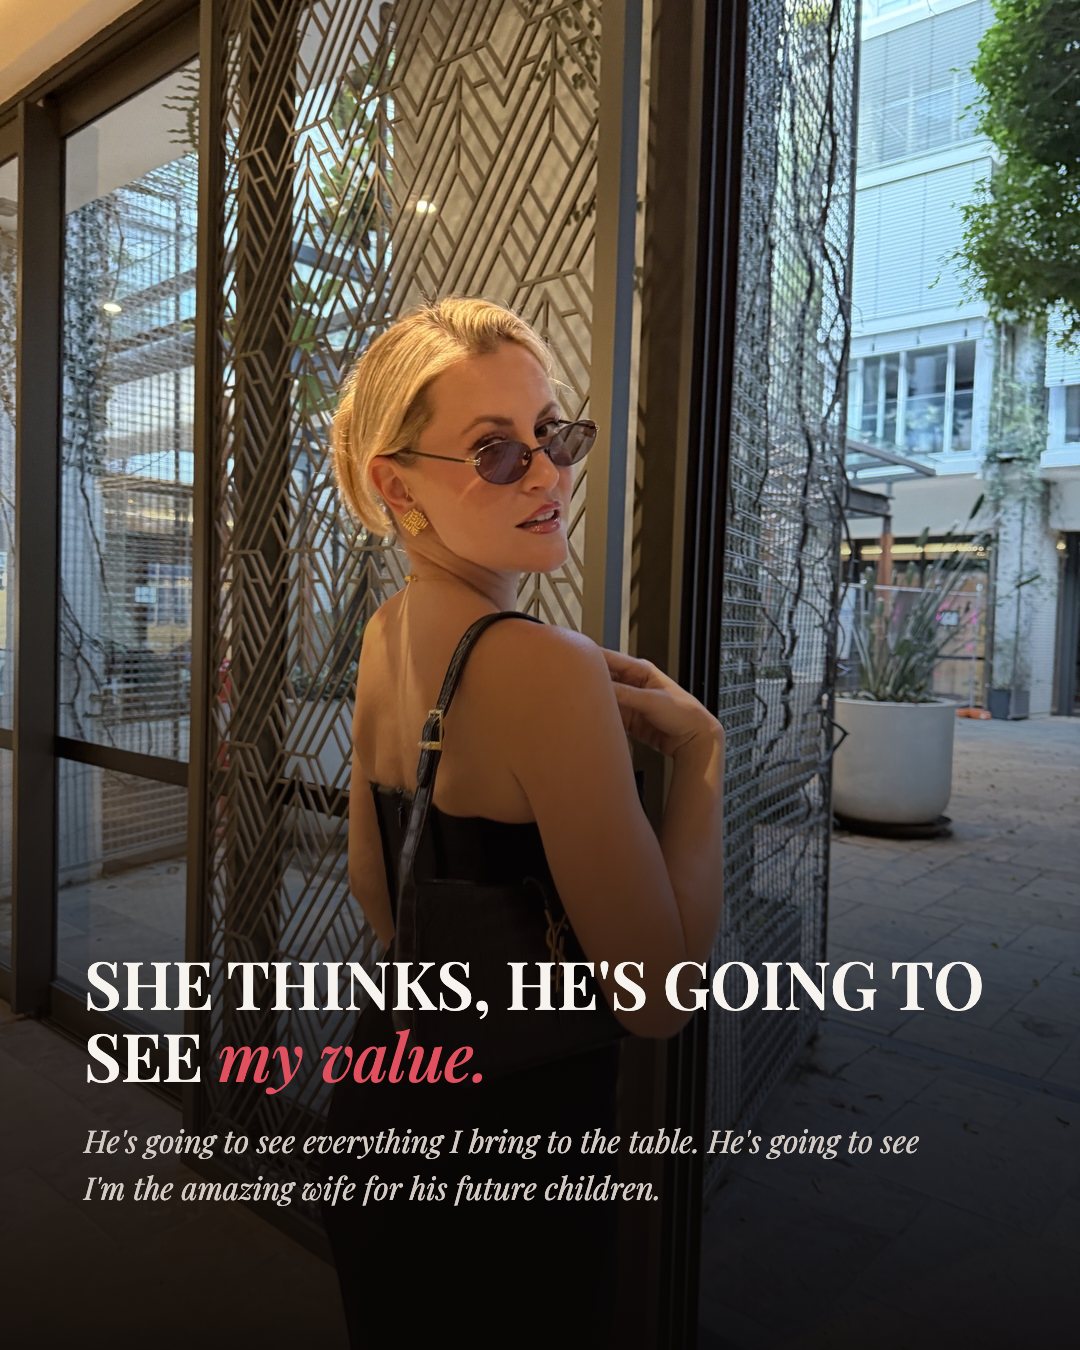 SHE THINKS, HE'S GOING TO
SEE my value.
He's going to see everything I bring to the table. He's going to see
I'm the amazing wife for his future children.